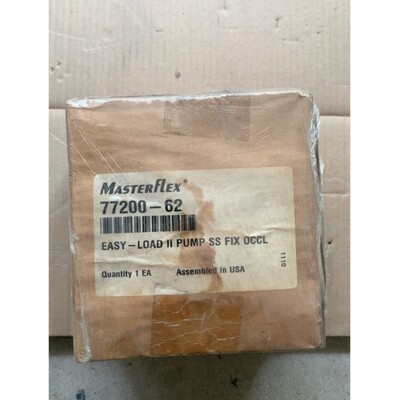 MASTERFLEX®
77200-62
EASY-LOAD II PUMP SS FIX OCCL
Quantity 1 EA Assembled in USA
1110